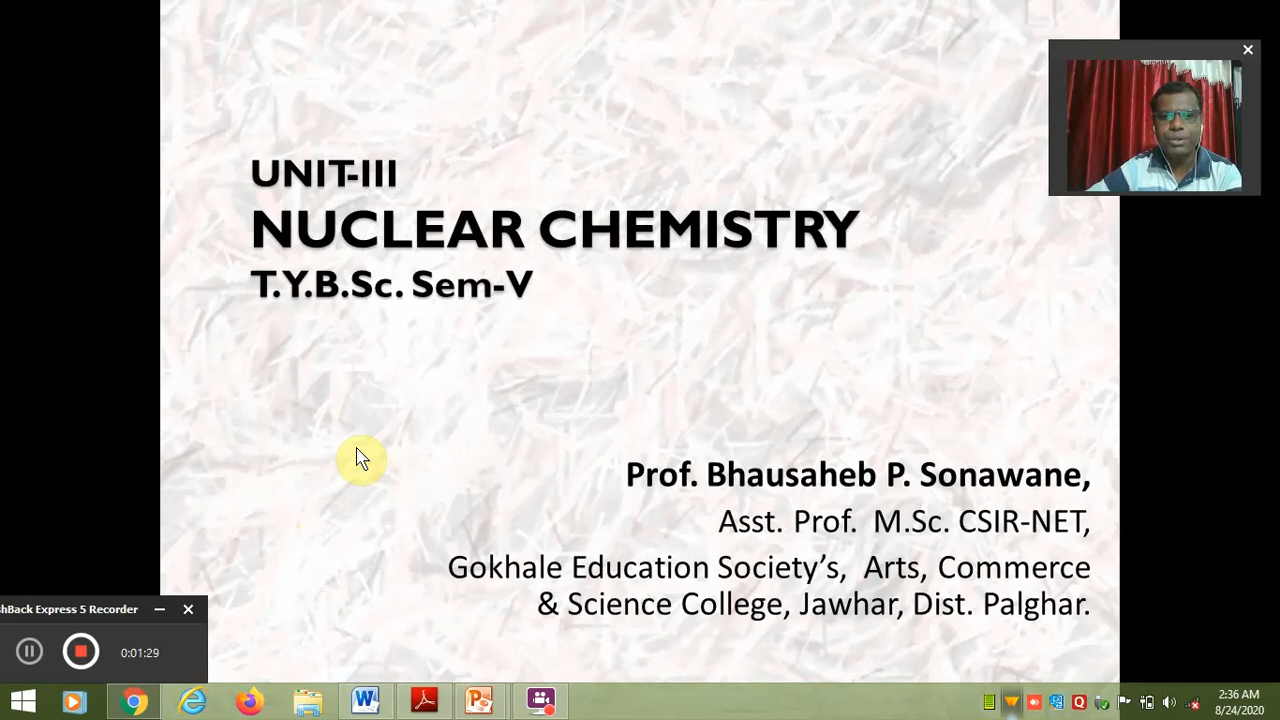 UNIT-III
NUCLEAR CHEMISTRY
T.Y.B.Sc. Sem-V
Prof. Bhausaheb P. Sonawane,
Asst. Prof. M.Sc. CSIR-NET,
Gokhale Education Society's, Arts, Commerce
& Science College, Jawhar, Dist. Palghar.
hBack Express 5 Recorder
0:01:29
2:36 AM
8/24/2020